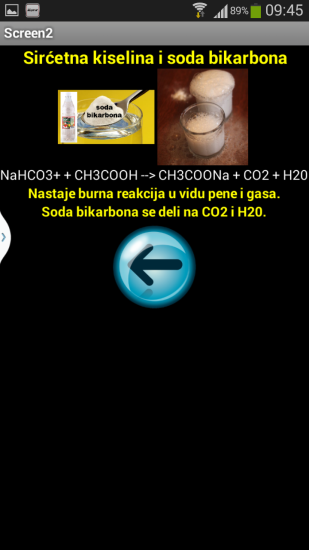 89% 09:45
Screen2
Sirćetna kiselina i soda bikarbona
soda
bikarbona
NaHCO3+ + CH3COOH --> CH3COONa + CO2 + H20
Nastaje burna reakcija u vidu pene i gasa.
Soda bikarbona se deli na CO2 i H20.